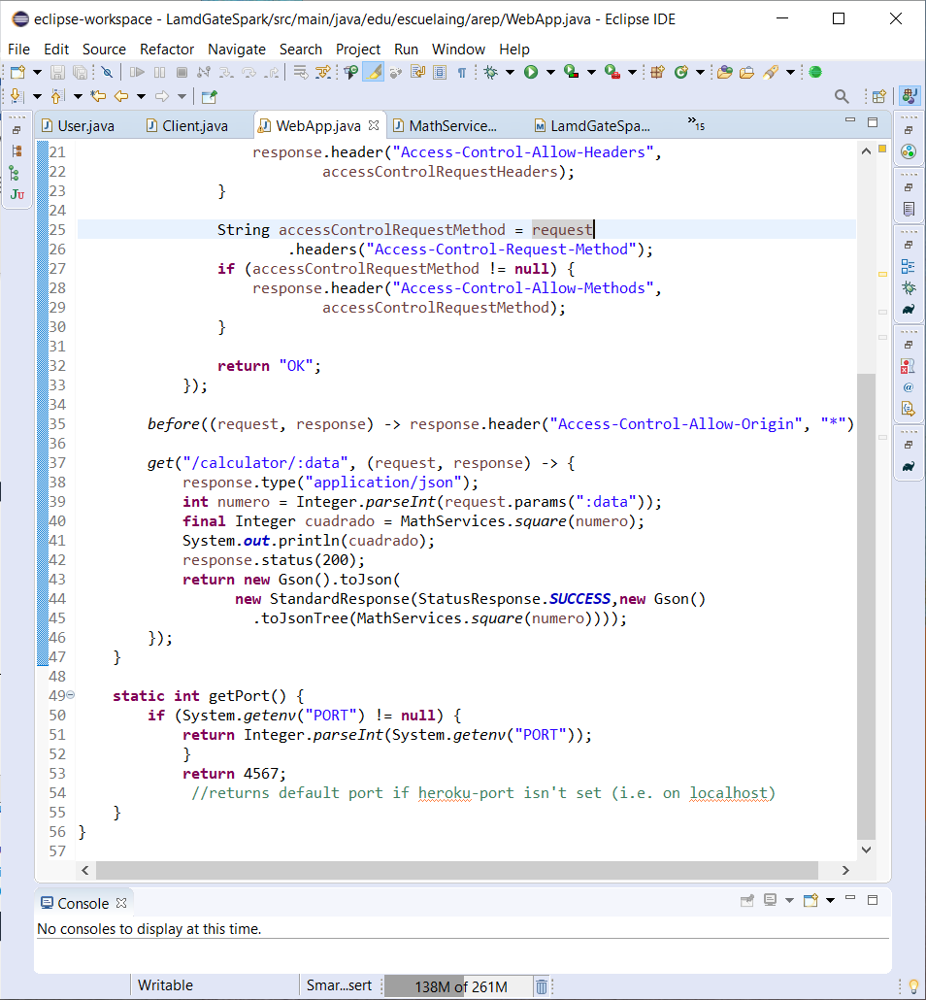 eclipse-workspace - LamdGateSpark/src/main/java/edu/escuelaing/arep/WebApp.java - Eclipse IDE
File Edit Source Refactor Navigate Search Project Run Window Help
User.java Client.java WebApp.java MathService... LamdGateSpa... »15
21 response.header("Access-Control-Allow-Headers",
22 accessControlRequestHeaders);
23 }
24
25 String accessControlRequestMethod = request
26 .headers("Access-Control-Request-Method");
27 if (accessControlRequestMethod != null) {
28 response.header("Access-Control-Allow-Methods",
29 accessControlRequestMethod);
30 }
31
32 return "OK";
33 });
34
35 before((request, response) -> response.header("Access-Control-Allow-Origin", "*")
36
37 get("/calculator/:data", (request, response) -> {
38 response.type("application/json");
39 int numero = Integer.parseInt(request.params(":data"));
40 final Integer cuadrado = MathServices.square(numero);
41 System.out.println(cuadrado);
42 response.status(200);
43 return new Gson().toJson(
44 new StandardResponse(StatusResponse.SUCCESS,new Gson()
45 .toJsonTree(MathServices.square(numero))));
46 });
47 }
48
49 static int getPort() {
50 if (System.getenv("PORT") != null) {
51 return Integer.parseInt(System.getenv("PORT"));
52 }
53 return 4567;
54 //returns default port if heroku-port isn't set (i.e. on localhost)
55 }
56 }
57
Console
No consoles to display at this time.
Writable Smar...sert 138M of 261M